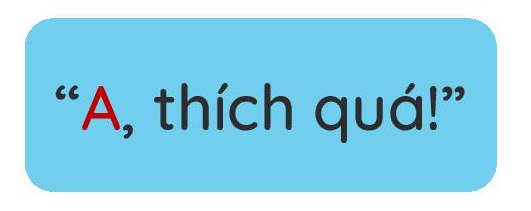 “A, thích quá!”